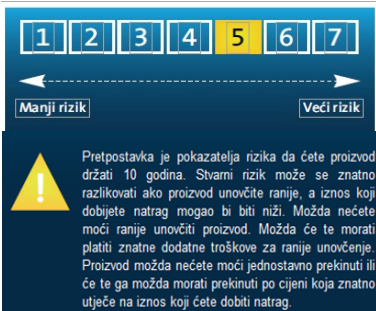 1 2 3 4 5 6 7
Manji rizik Veći rizik
Pretpostavka je pokazatelja rizika da ćete proizvod
držati 10 godina. Stvarni rizik može se znatno
razlikovati ako proizvod unovčite ranije, a iznos koji
dobijete natrag mogao bi biti niži. Možda nećete
moći ranije unovčiti proizvod. Možda će te morati
platiti znatne dodatne troškove za ranije unovčenje.
Proizvod možda nećete moći jednostavno prekinuti ili
će te ga možda morati prekinuti po cijeni koja znatno
utječe na iznos koji ćete dobiti natrag.